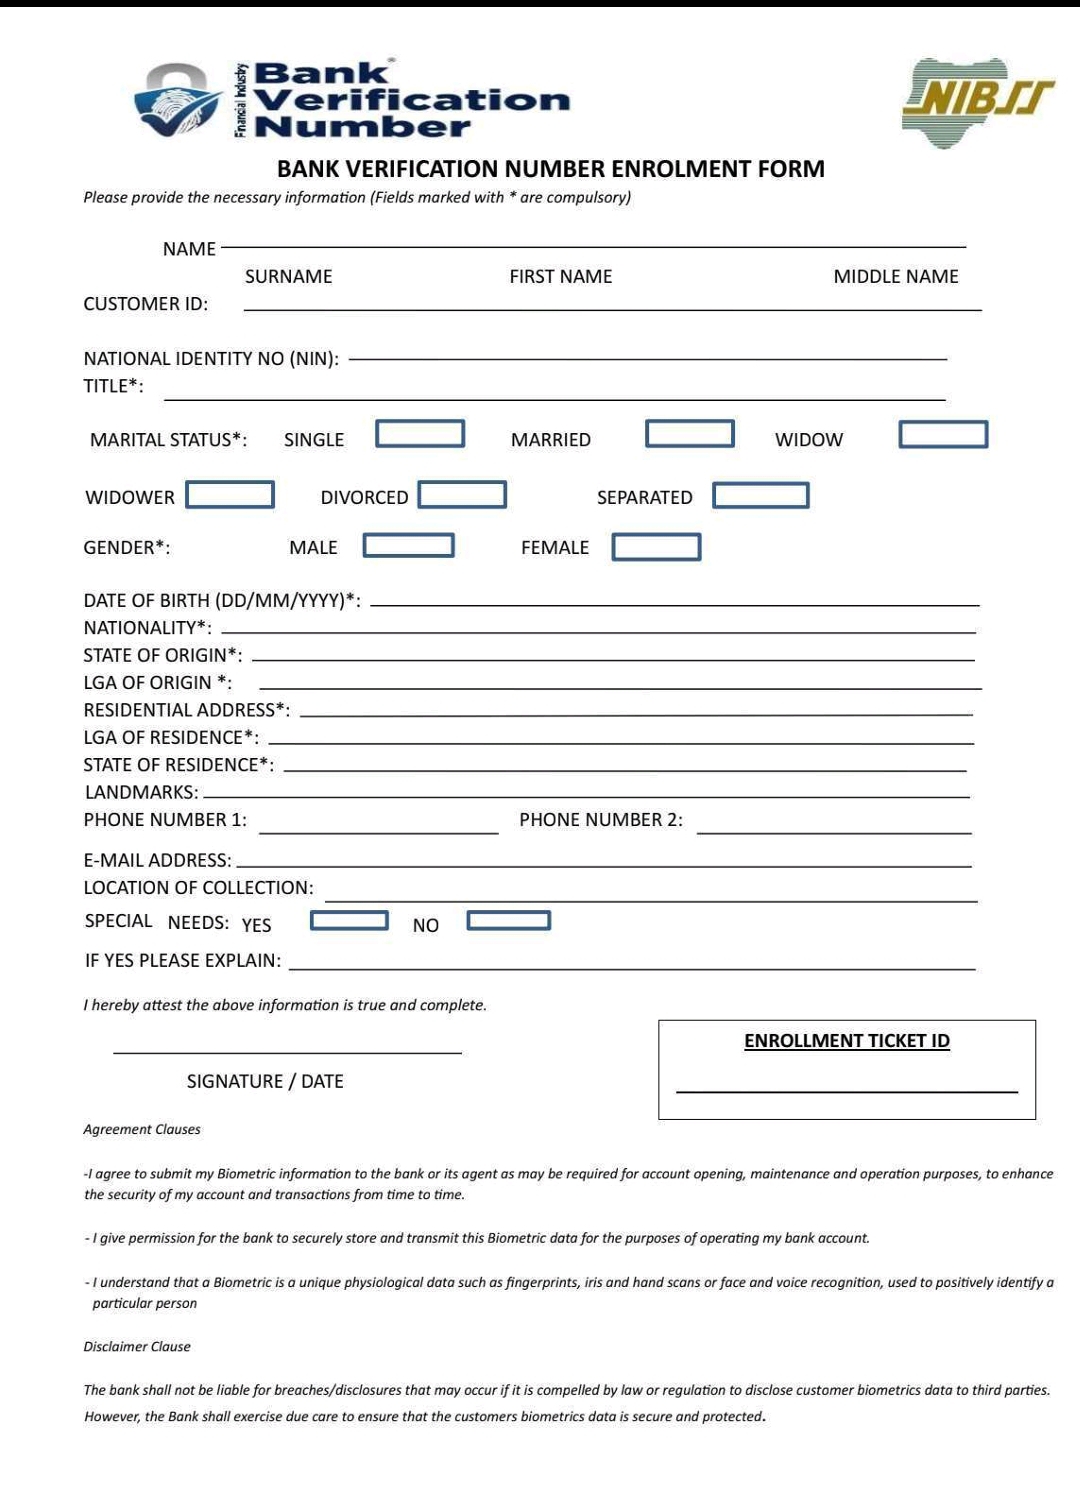 Financial Industry
Bank®
Verification
Number
NIBSS
BANK VERIFICATION NUMBER ENROLMENT FORM
Please provide the necessary information (Fields marked with * are compulsory)
NAME
SURNAME FIRST NAME MIDDLE NAME
CUSTOMER ID:
NATIONAL IDENTITY NO (NIN):
TITLE*:
MARITAL STATUS*: SINGLE MARRIED WIDOW
WIDOWER DIVORCED SEPARATED
GENDER*: MALE FEMALE
DATE OF BIRTH (DD/MM/YYYY)*:
NATIONALITY*:
STATE OF ORIGIN*:
LGA OF ORIGIN *:
RESIDENTIAL ADDRESS*:
LGA OF RESIDENCE*:
STATE OF RESIDENCE*:
LANDMARKS:
PHONE NUMBER 1: PHONE NUMBER 2:
E-MAIL ADDRESS:
LOCATION OF COLLECTION:
SPECIAL NEEDS: YES NO
IF YES PLEASE EXPLAIN:
I hereby attest the above information is true and complete.
ENROLLMENT TICKET ID
SIGNATURE / DATE
Agreement Clauses
-I agree to submit my Biometric information to the bank or its agent as may be required for account opening, maintenance and operation purposes, to enhance
the security of my account and transactions from time to time.
- I give permission for the bank to securely store and transmit this Biometric data for the purposes of operating my bank account.
- I understand that a Biometric is a unique physiological data such as fingerprints, iris and hand scans or face and voice recognition, used to positively identify a
particular person
Disclaimer Clause
The bank shall not be liable for breaches/disclosures that may occur if it is compelled by law or regulation to disclose customer biometrics data to third parties.
However, the Bank shall exercise due care to ensure that the customers biometrics data is secure and protected.